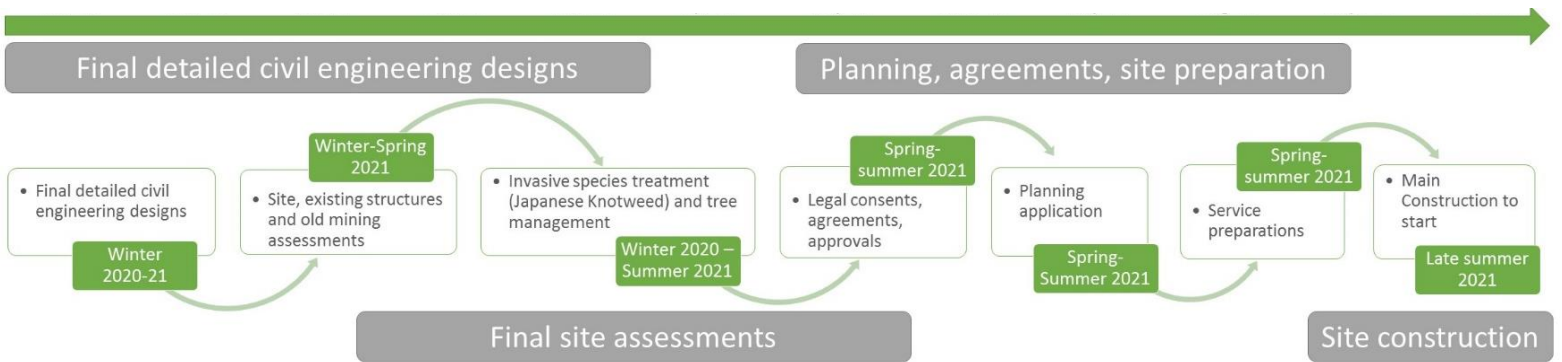 Final detailed civil engineering designs
Planning, agreements, site preparation
• Final detailed civil
engineering designs
Winter
2020-21
Winter-Spring
2021
• Site, existing structures
and old mining
assessments
• Invasive species treatment
(Japanese Knotweed) and tree
management
Winter 2020 –
Summer 2021
Spring-
summer 2021
• Legal consents,
agreements,
approvals
• Planning
application
Spring-
Summer 2021
Spring-
summer 2021
• Service
preparations
• Main
Construction to
start
Late summer
2021
Final site assessments
Site construction